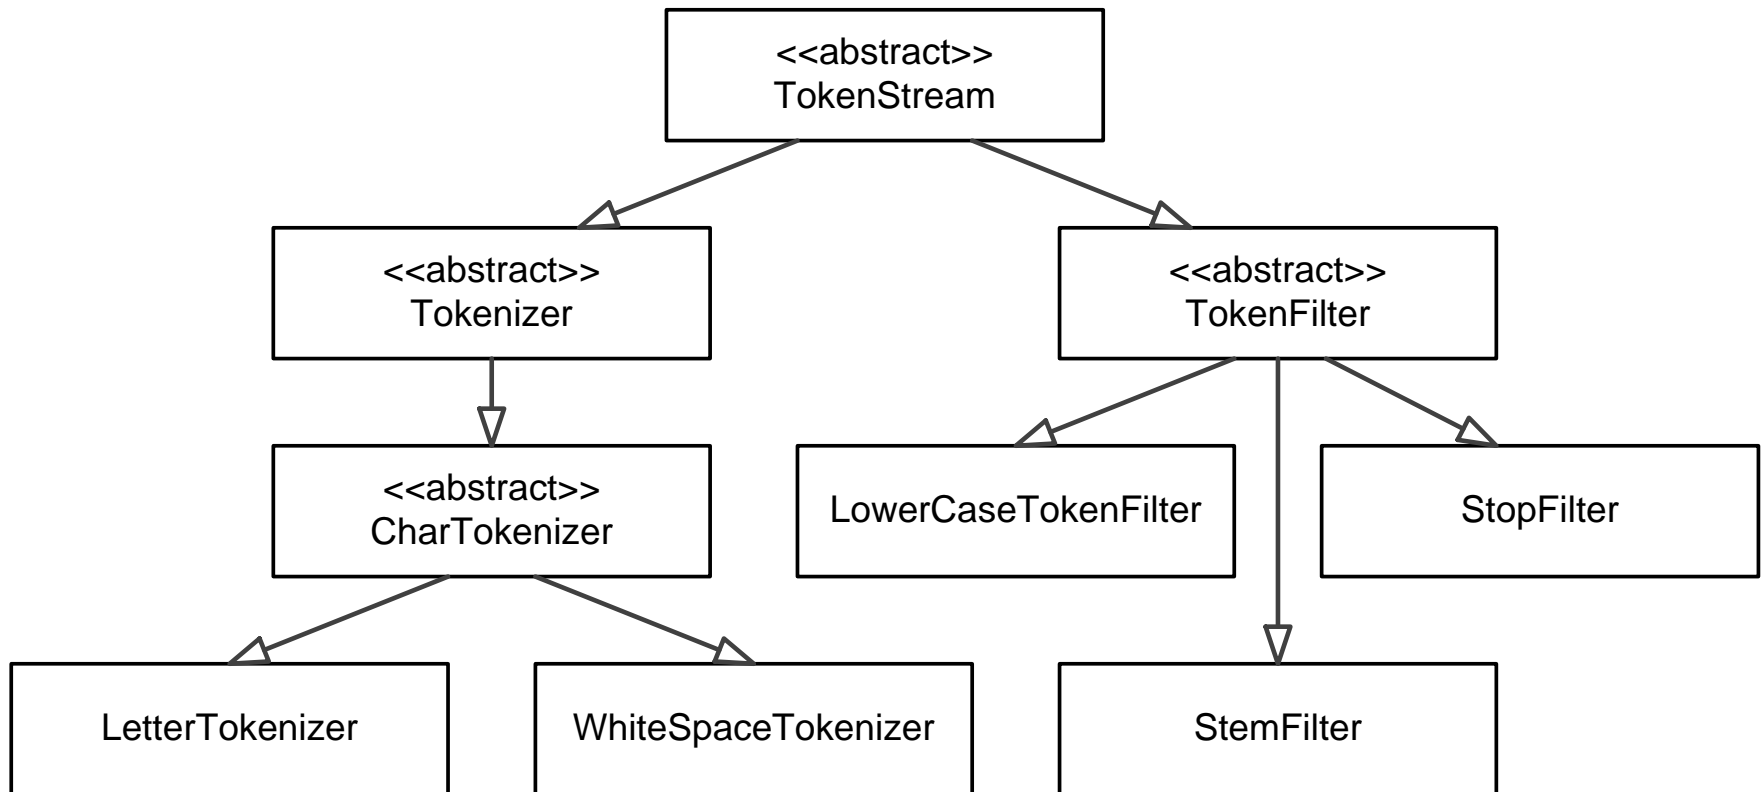 <<abstract>>
TokenStream
<<abstract>>
Tokenizer
<<abstract>>
TokenFilter
<<abstract>>
CharTokenizer
LowerCaseTokenFilter
StopFilter
LetterTokenizer
WhiteSpaceTokenizer
StemFilter